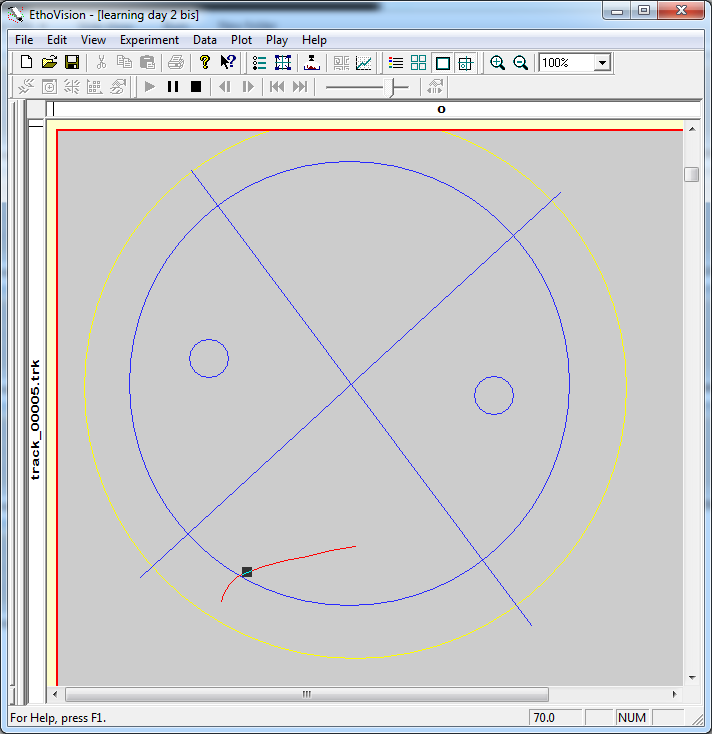 EthoVision - [learning day 2 bis]
File Edit View Experiment Data Plot Play Help
100%
0
track_00005.trk
For Help, press F1.
70.0
NUM